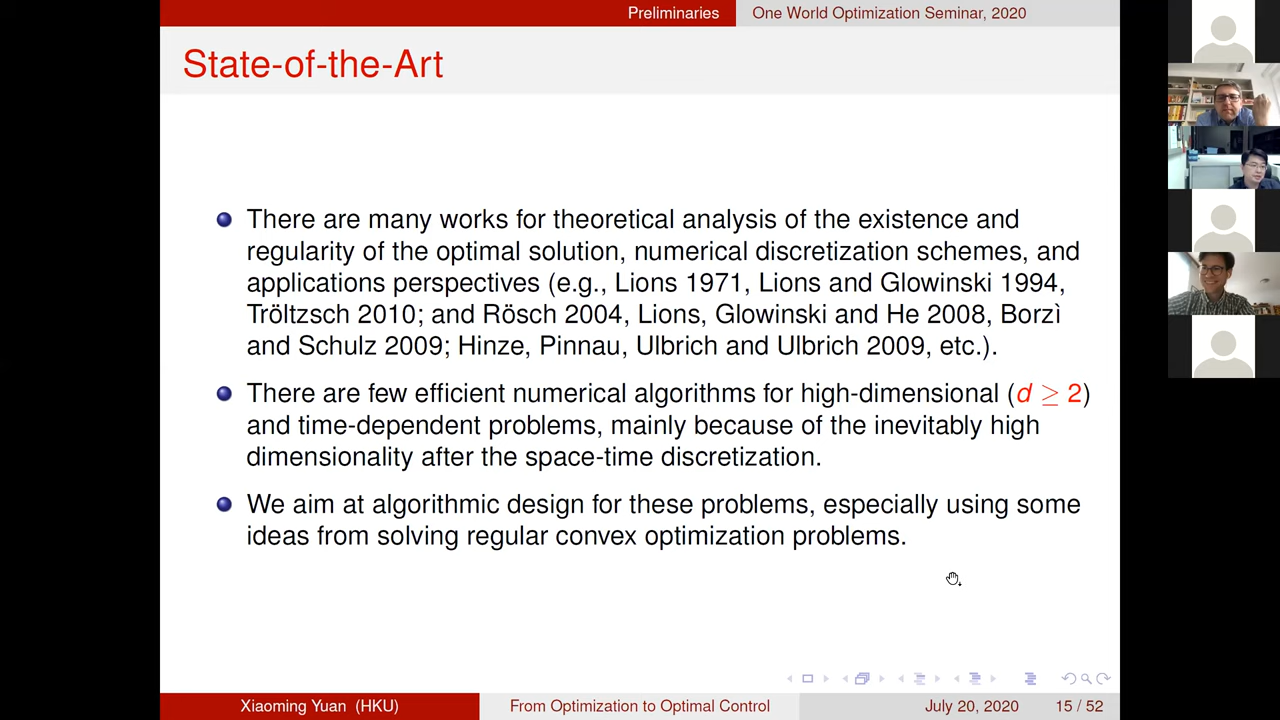 Preliminaries
One World Optimization Seminar, 2020
State-of-the-Art
There are many works for theoretical analysis of the existence and
regularity of the optimal solution, numerical discretization schemes, and
applications perspectives (e.g., Lions 1971, Lions and Glowinski 1994,
Tröltzsch 2010; and Rösch 2004, Lions, Glowinski and He 2008, Borzì
and Schulz 2009; Hinze, Pinnau, Ulbrich and Ulbrich 2009, etc.).
There are few efficient numerical algorithms for high-dimensional (d ≥ 2)
and time-dependent problems, mainly because of the inevitably high
dimensionality after the space-time discretization.
We aim at algorithmic design for these problems, especially using some
ideas from solving regular convex optimization problems.
Xiaoming Yuan (HKU)
From Optimization to Optimal Control
July 20, 2020
15 / 52